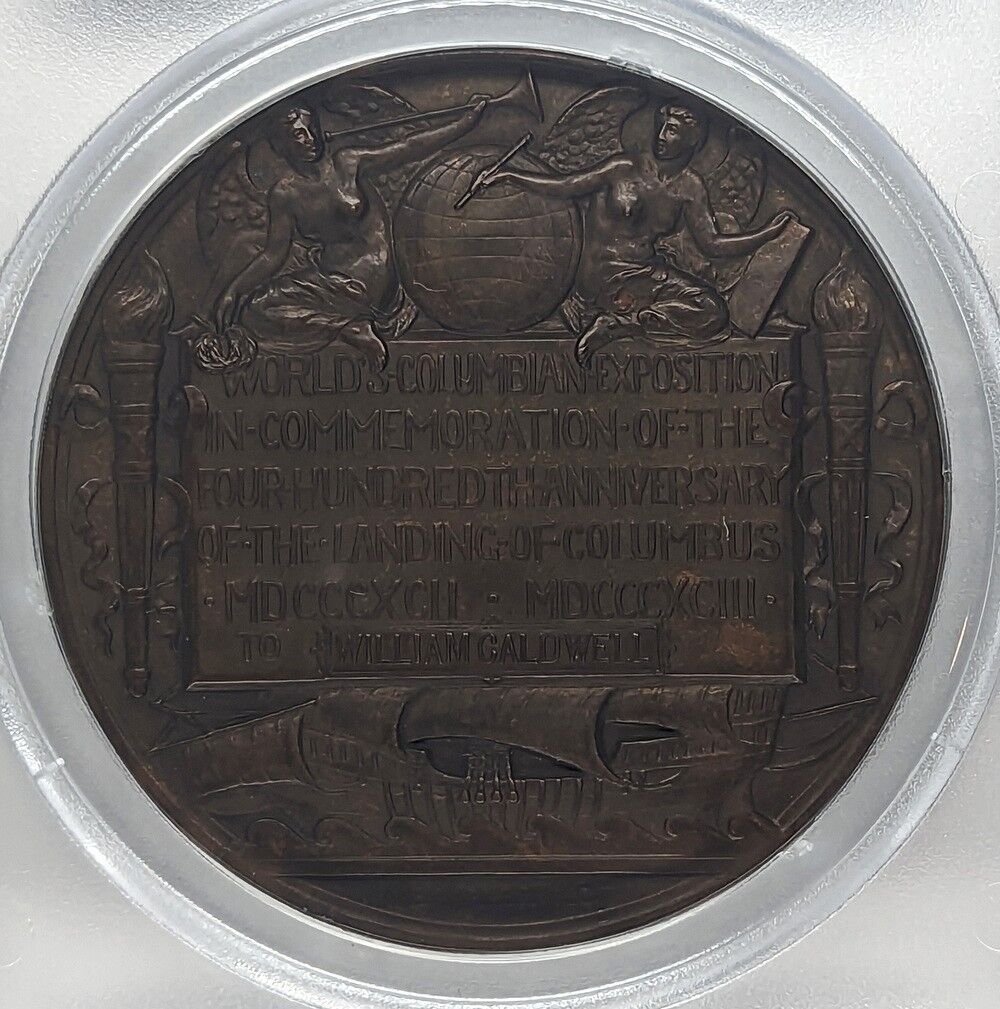 WORLD'S·COLUMBIAN·EXPOSITION
IN·COMMEMORATION·OF·THE
FOUR·HUNDREDTH·ANNIVERSARY
OF·THE·LANDING·OF·COLUMBUS
·MDCCCXCII · MDCCCXCIII·
TO WILLIAM CALDWELL